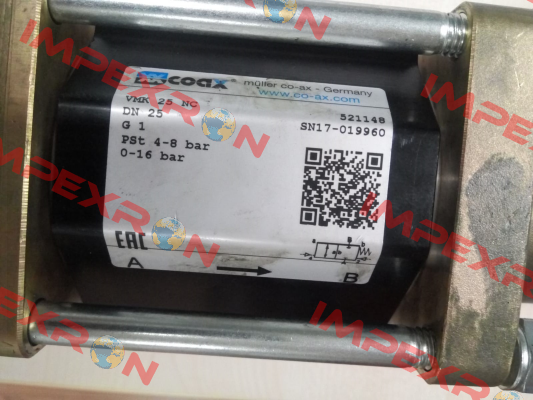 coax® müller co-ax - Germany
www.co-ax.com
VMK 25 NC 521148
DN 25 SN17-019960
G 1
PSt 4-8 bar
0-16 bar
EAC
A → B
IMPEXRON
IMPEXRON
IMPEXRON
IMPEXRON
IMPEXRON
IMPEXRON